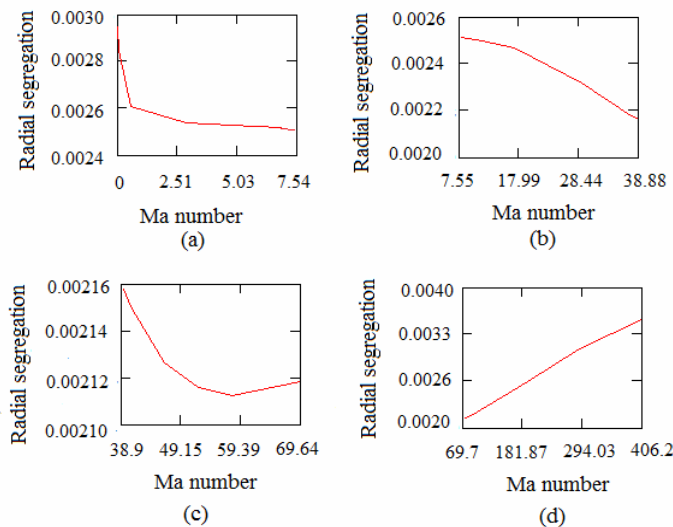 0.0030
0.0028
0.0026
0.0024
Radial segregation
0 2.51 5.03 7.54
Ma number
(a)
0.0026
0.0024
0.0022
0.0020
Radial segregation
7.55 17.99 28.44 38.88
Ma number
(b)
0.00216
0.00214
0.00212
0.00210
Radial segregation
38.9 49.15 59.39 69.64
Ma number
(c)
0.0040
0.0033
0.0026
0.0020
Radial segregation
69.7 181.87 294.03 406.2
Ma number
(d)